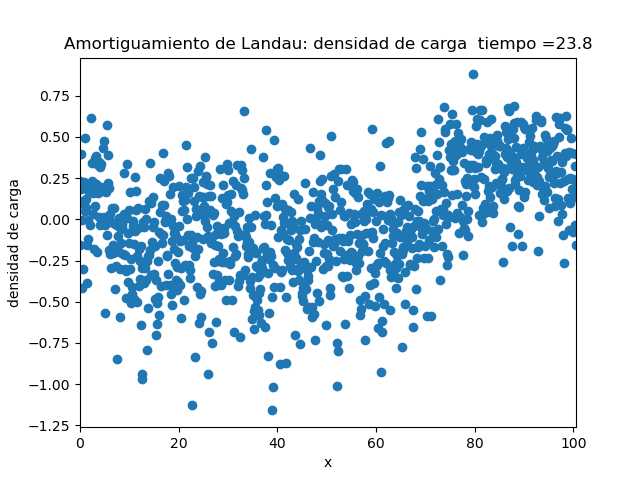 Amortiguamiento de Landau: densidad de carga  tiempo =23.8
densidad de carga
0.75
0.50
0.25
0.00
−0.25
−0.50
−0.75
−1.00
−1.25
0 20 40 60 80 100
x